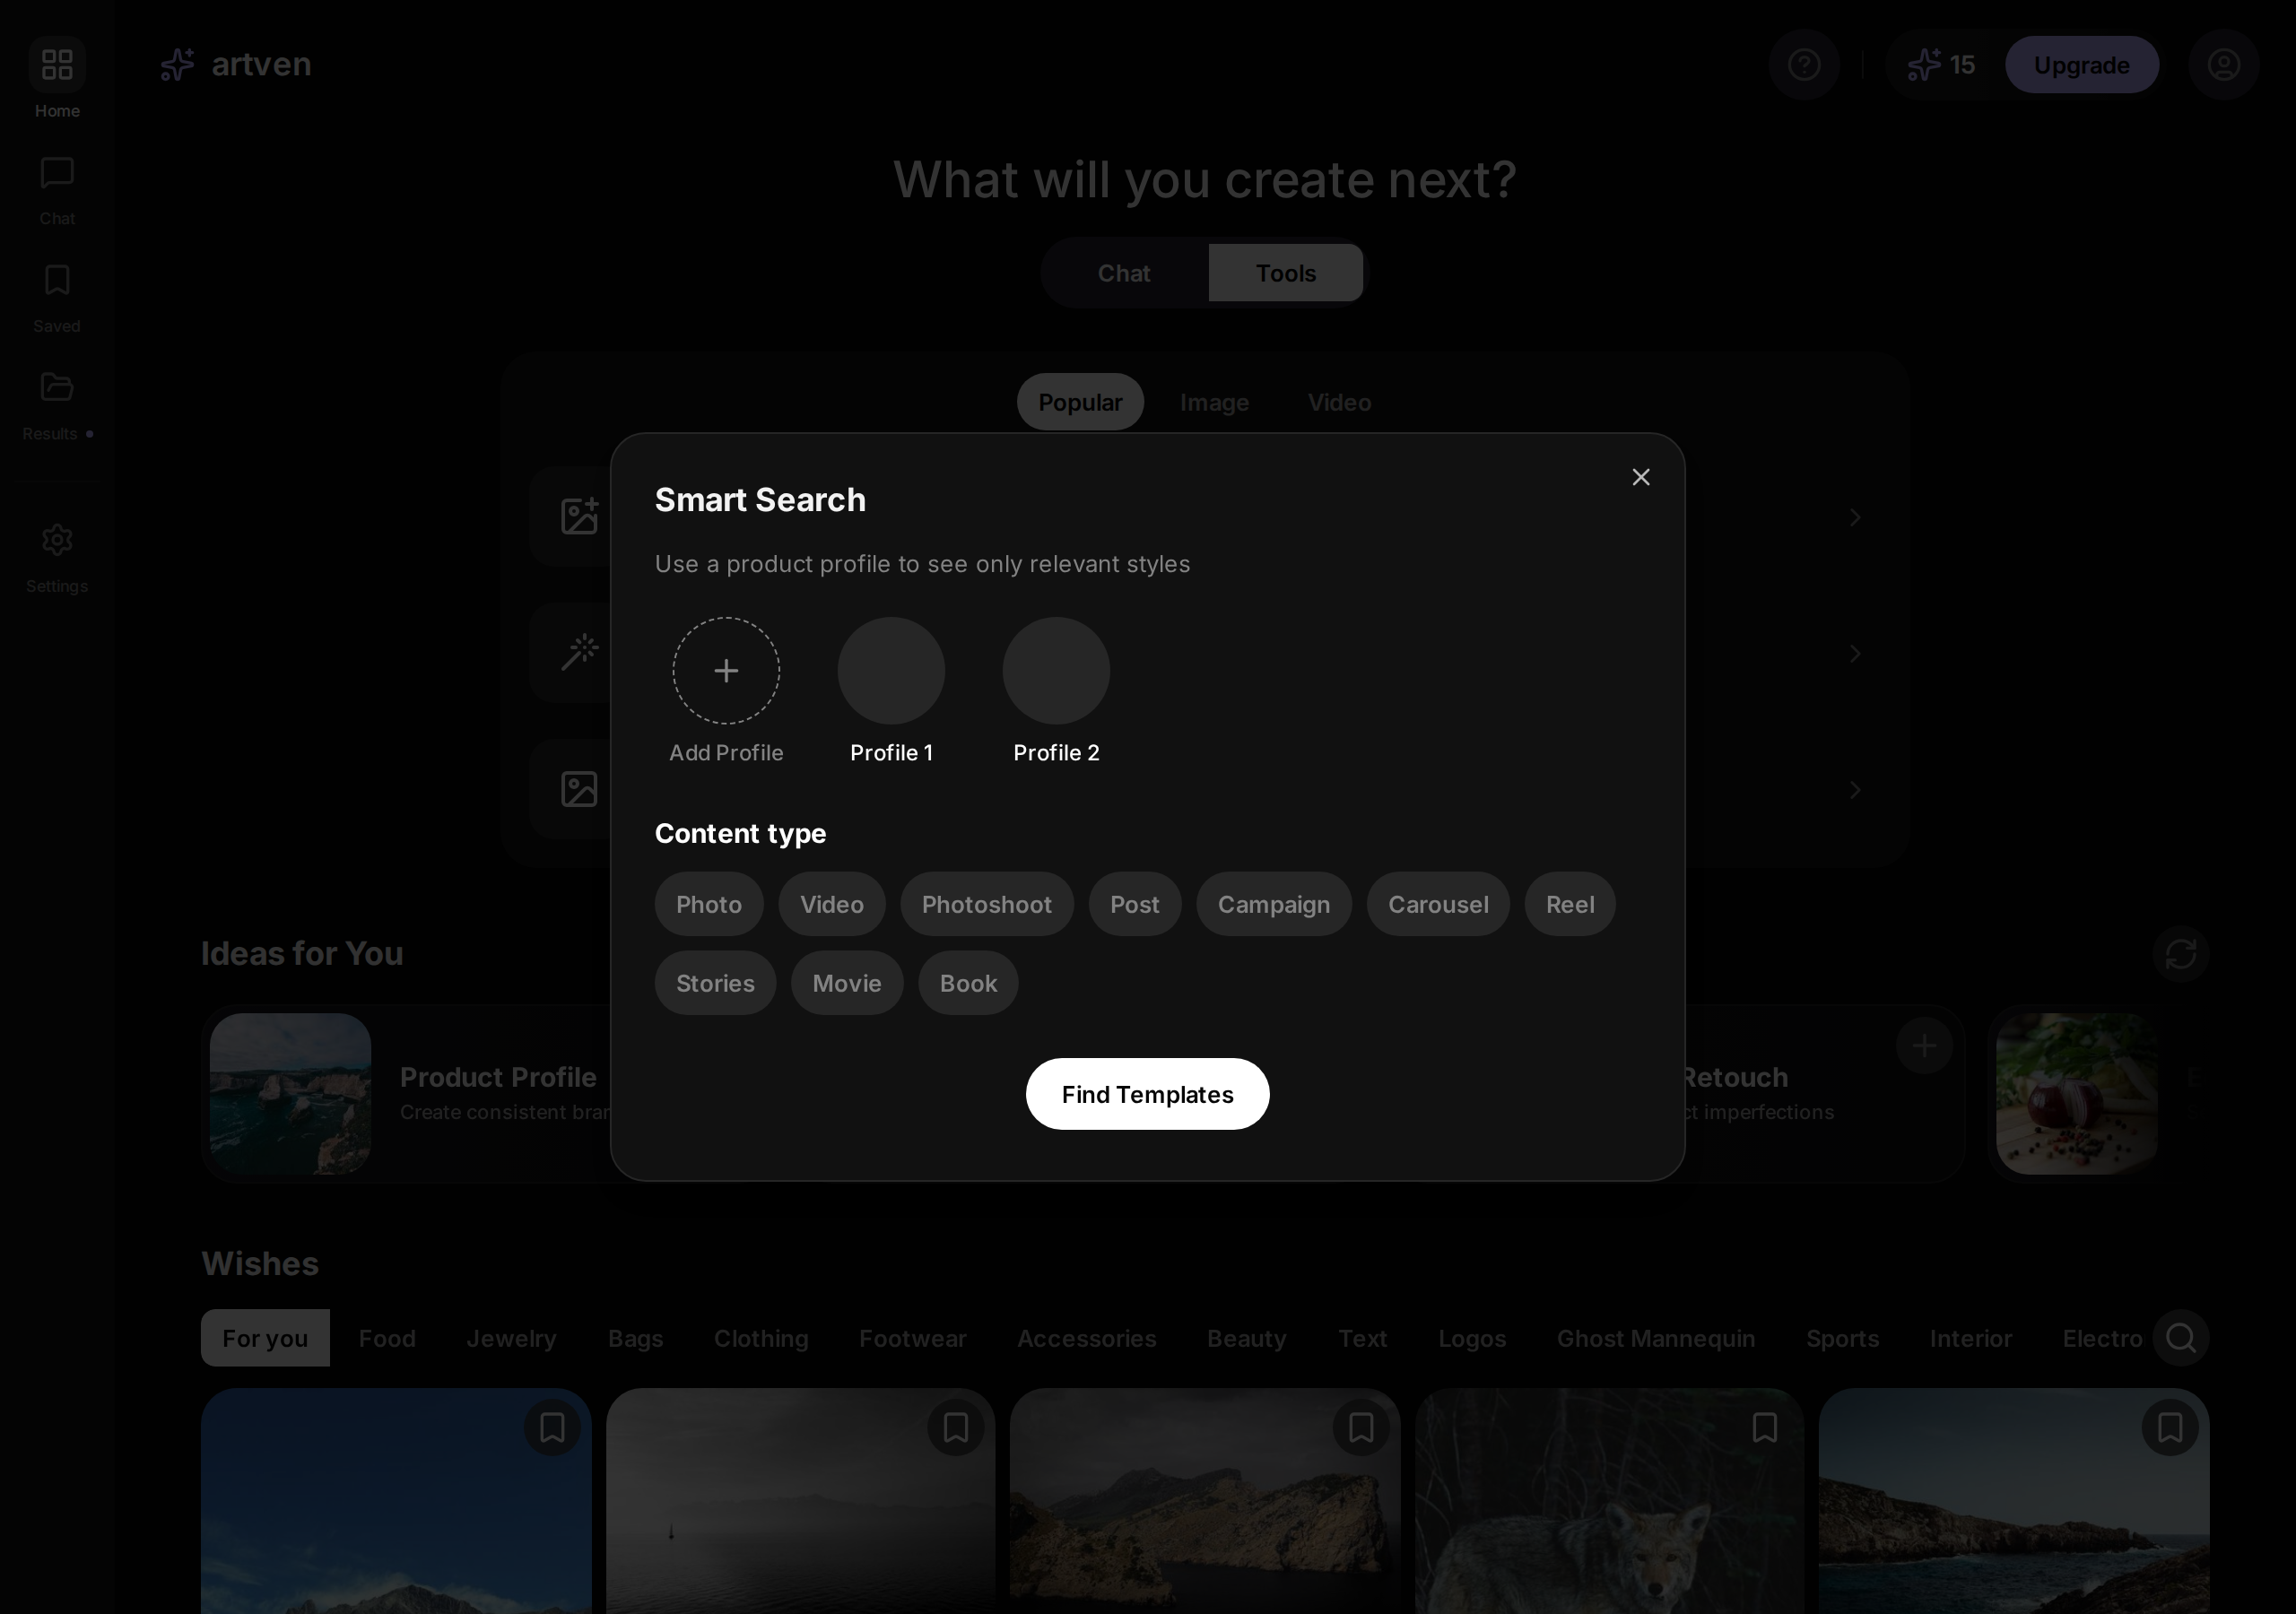 artven
15
Upgrade
Home
Chat
Saved
Results
Settings
What will you create next?
Chat Tools
Popular Image Video
Smart Search
Use a product profile to see only relevant styles
Add Profile Profile 1 Profile 2
Content type
Photo Video Photoshoot Post Campaign Carousel Reel
Stories Movie Book
Find Templates
Ideas for You
Product Profile
Create consistent
Retouch
imperfections
Wishes
For you Food Jewelry Bags Clothing Footwear Accessories Beauty Text Logos Ghost Mannequin Sports Interior Electro